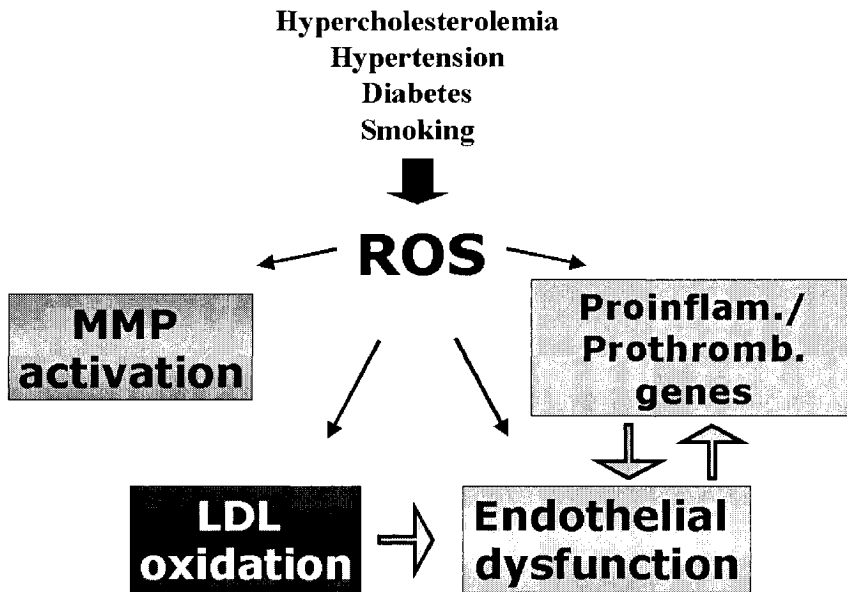 Hypercholesterolemia
Hypertension
Diabetes
Smoking
ROS
MMP
activation
Proinflam./
Prothromb.
genes
LDL
oxidation
Endothelial
dysfunction